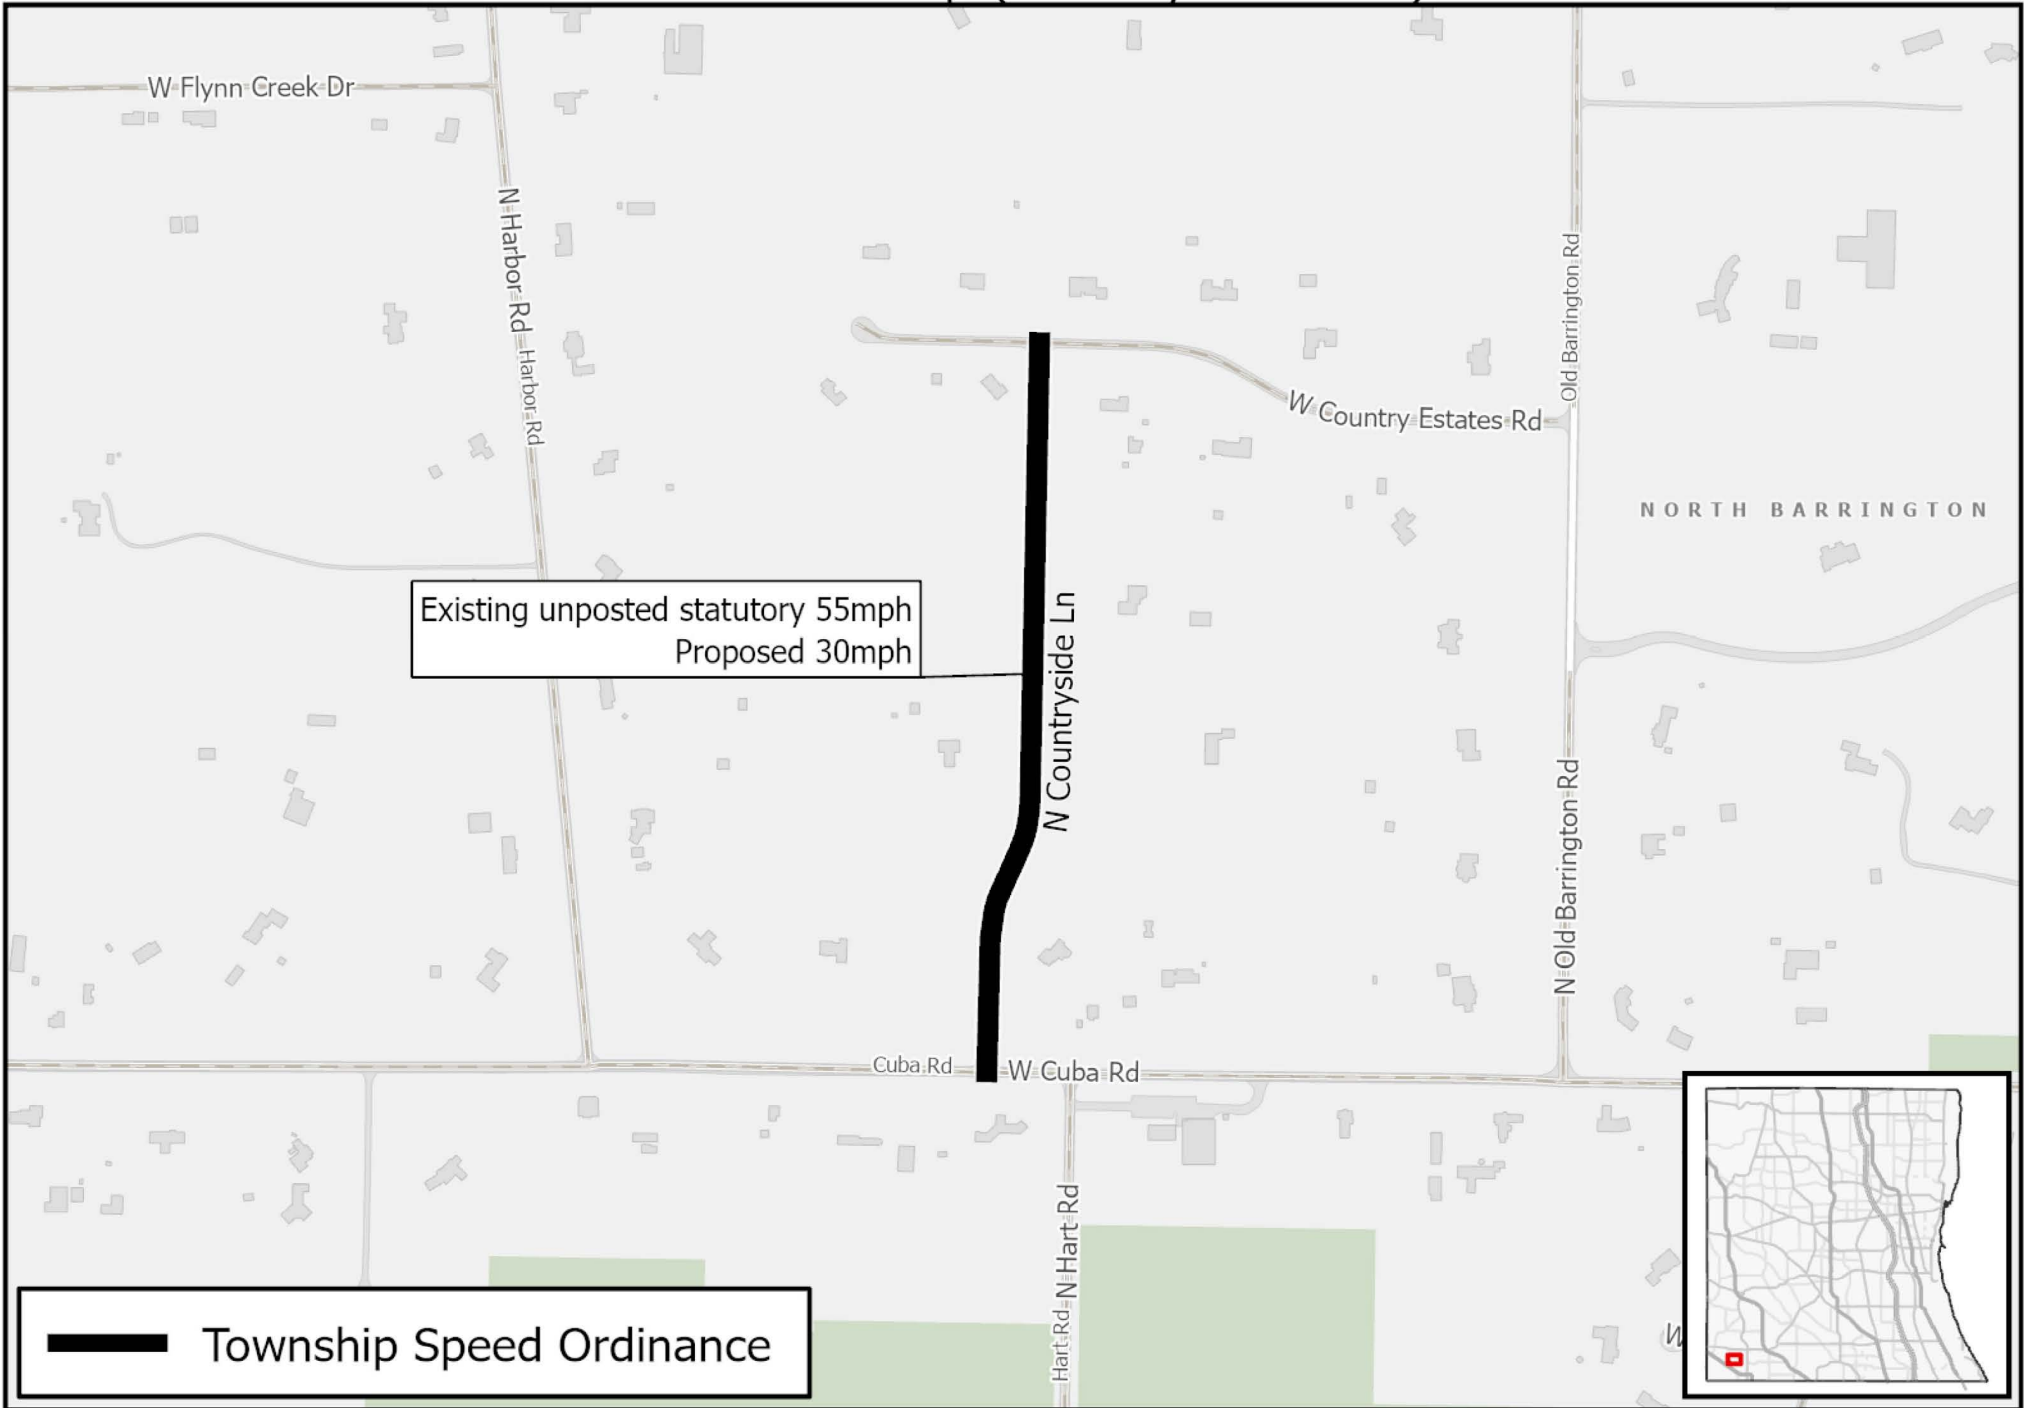 W Flynn Creek Dr
N Harbor Rd
Harbor Rd
Old Barrington Rd
W Country Estates Rd
NORTH BARRINGTON
Existing unposted statutory 55mph
Proposed 30mph
N Countryside Ln
N Old Barrington Rd
Cuba Rd
W Cuba Rd
N Hart Rd
Hart Rd
W
Township Speed Ordinance